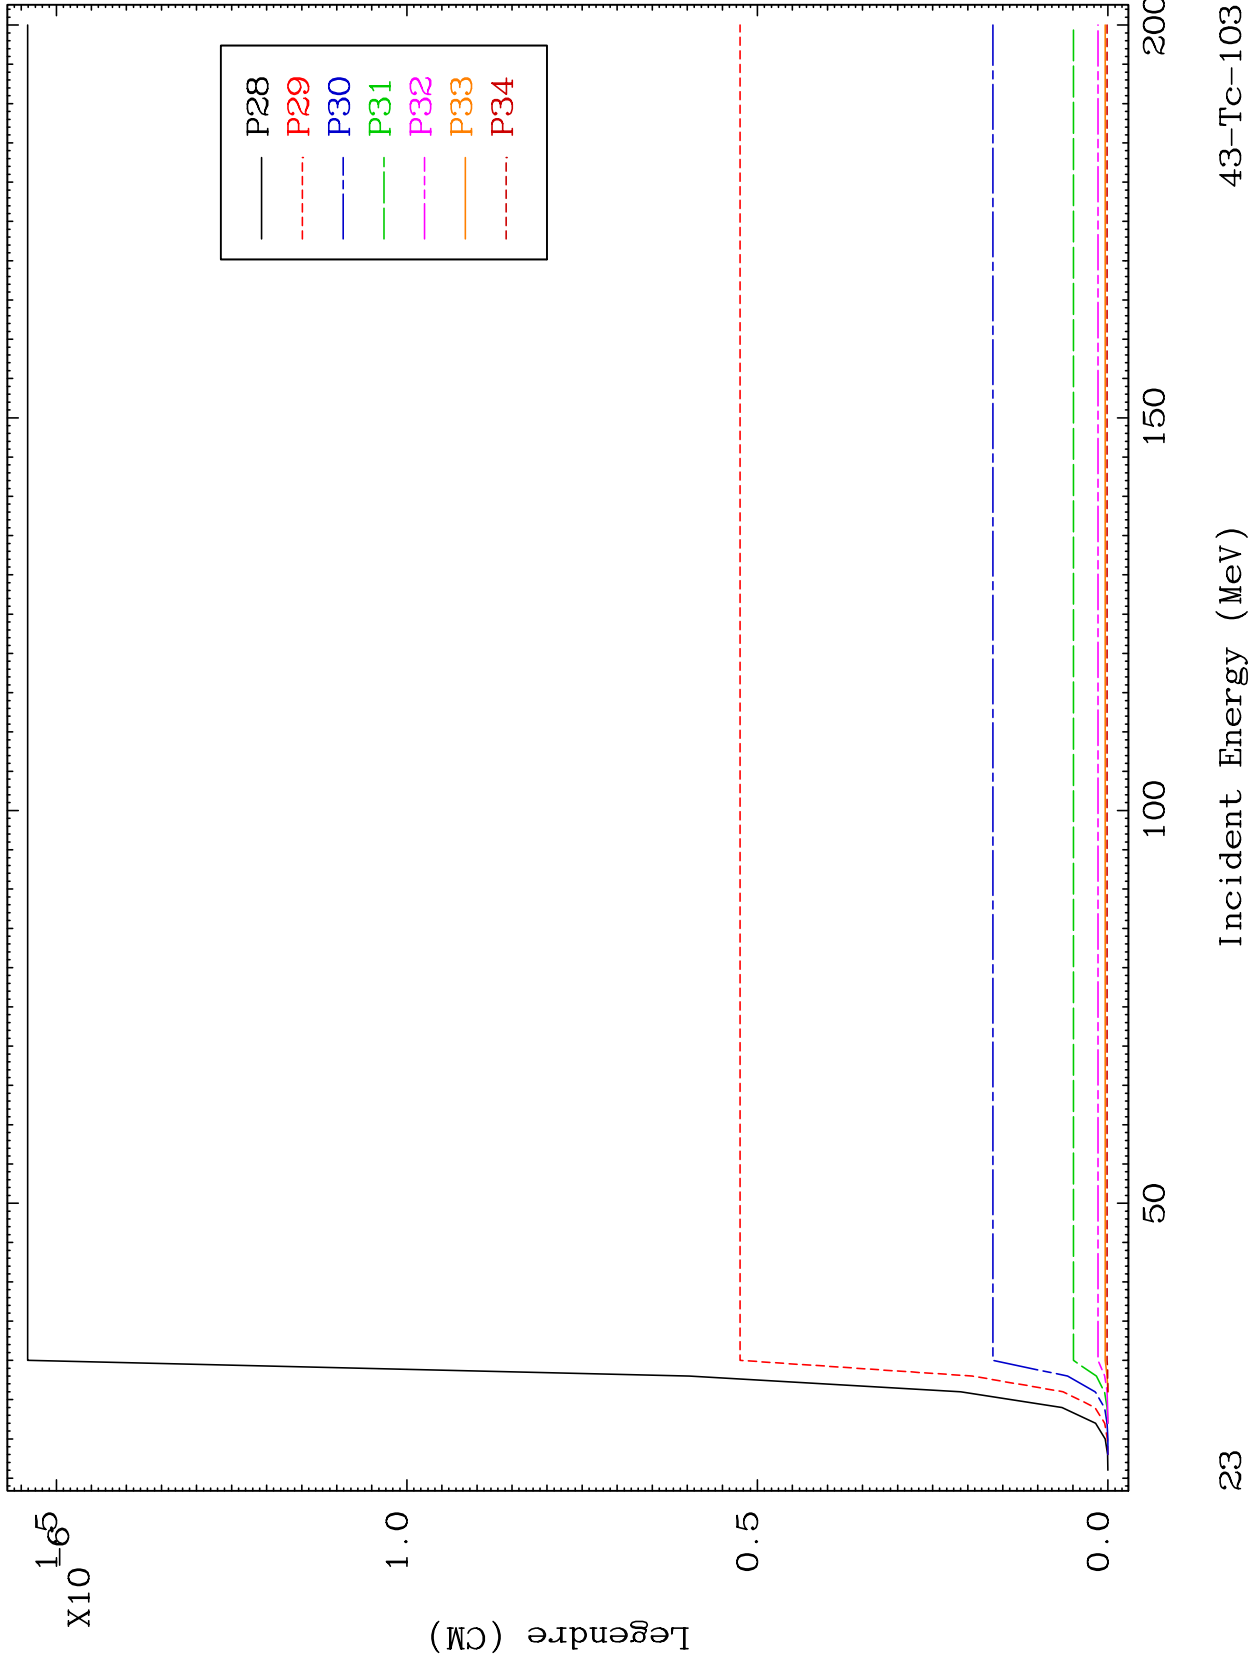 X10
-6
1.5
1.0
0.5
0.0
Legendre (CM)
P28
P29
P30
P31
P32
P33
P34
50
100
150
200
Incident Energy (MeV)
23
43-Tc-103